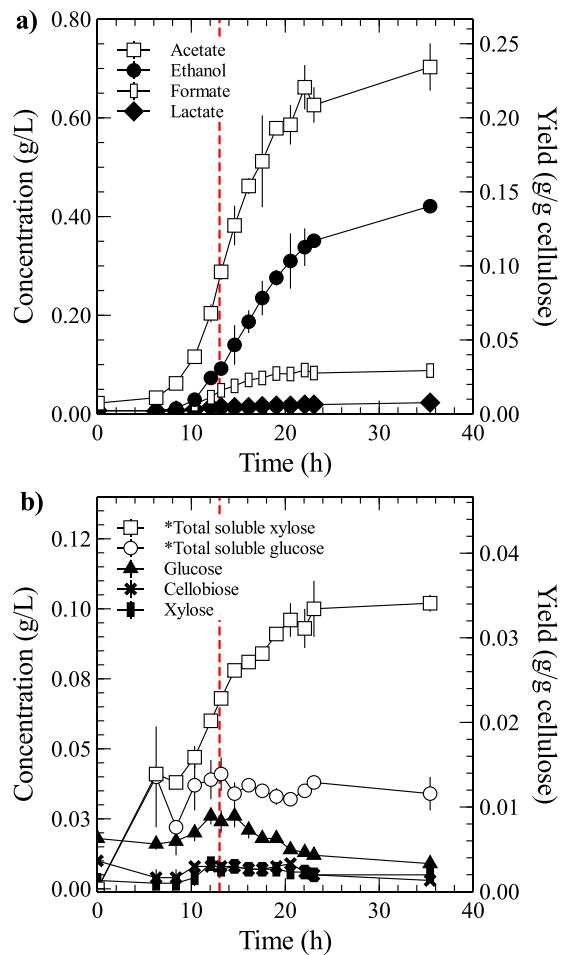 a)
0.80
0.60
0.40
0.20
0.00
Concentration (g/L)
Acetate
Ethanol
Formate
Lactate
0.25
0.20
0.15
0.10
0.05
0.00
Yield (g/g cellulose)
0 10 20 30 40
Time (h)
b)
0.12
0.10
0.08
0.05
0.03
0.00
Concentration (g/L)
*Total soluble xylose
*Total soluble glucose
Glucose
Cellobiose
Xylose
0.04
0.03
0.02
0.01
0.00
Yield (g/g cellulose)
0 10 20 30 40
Time (h)